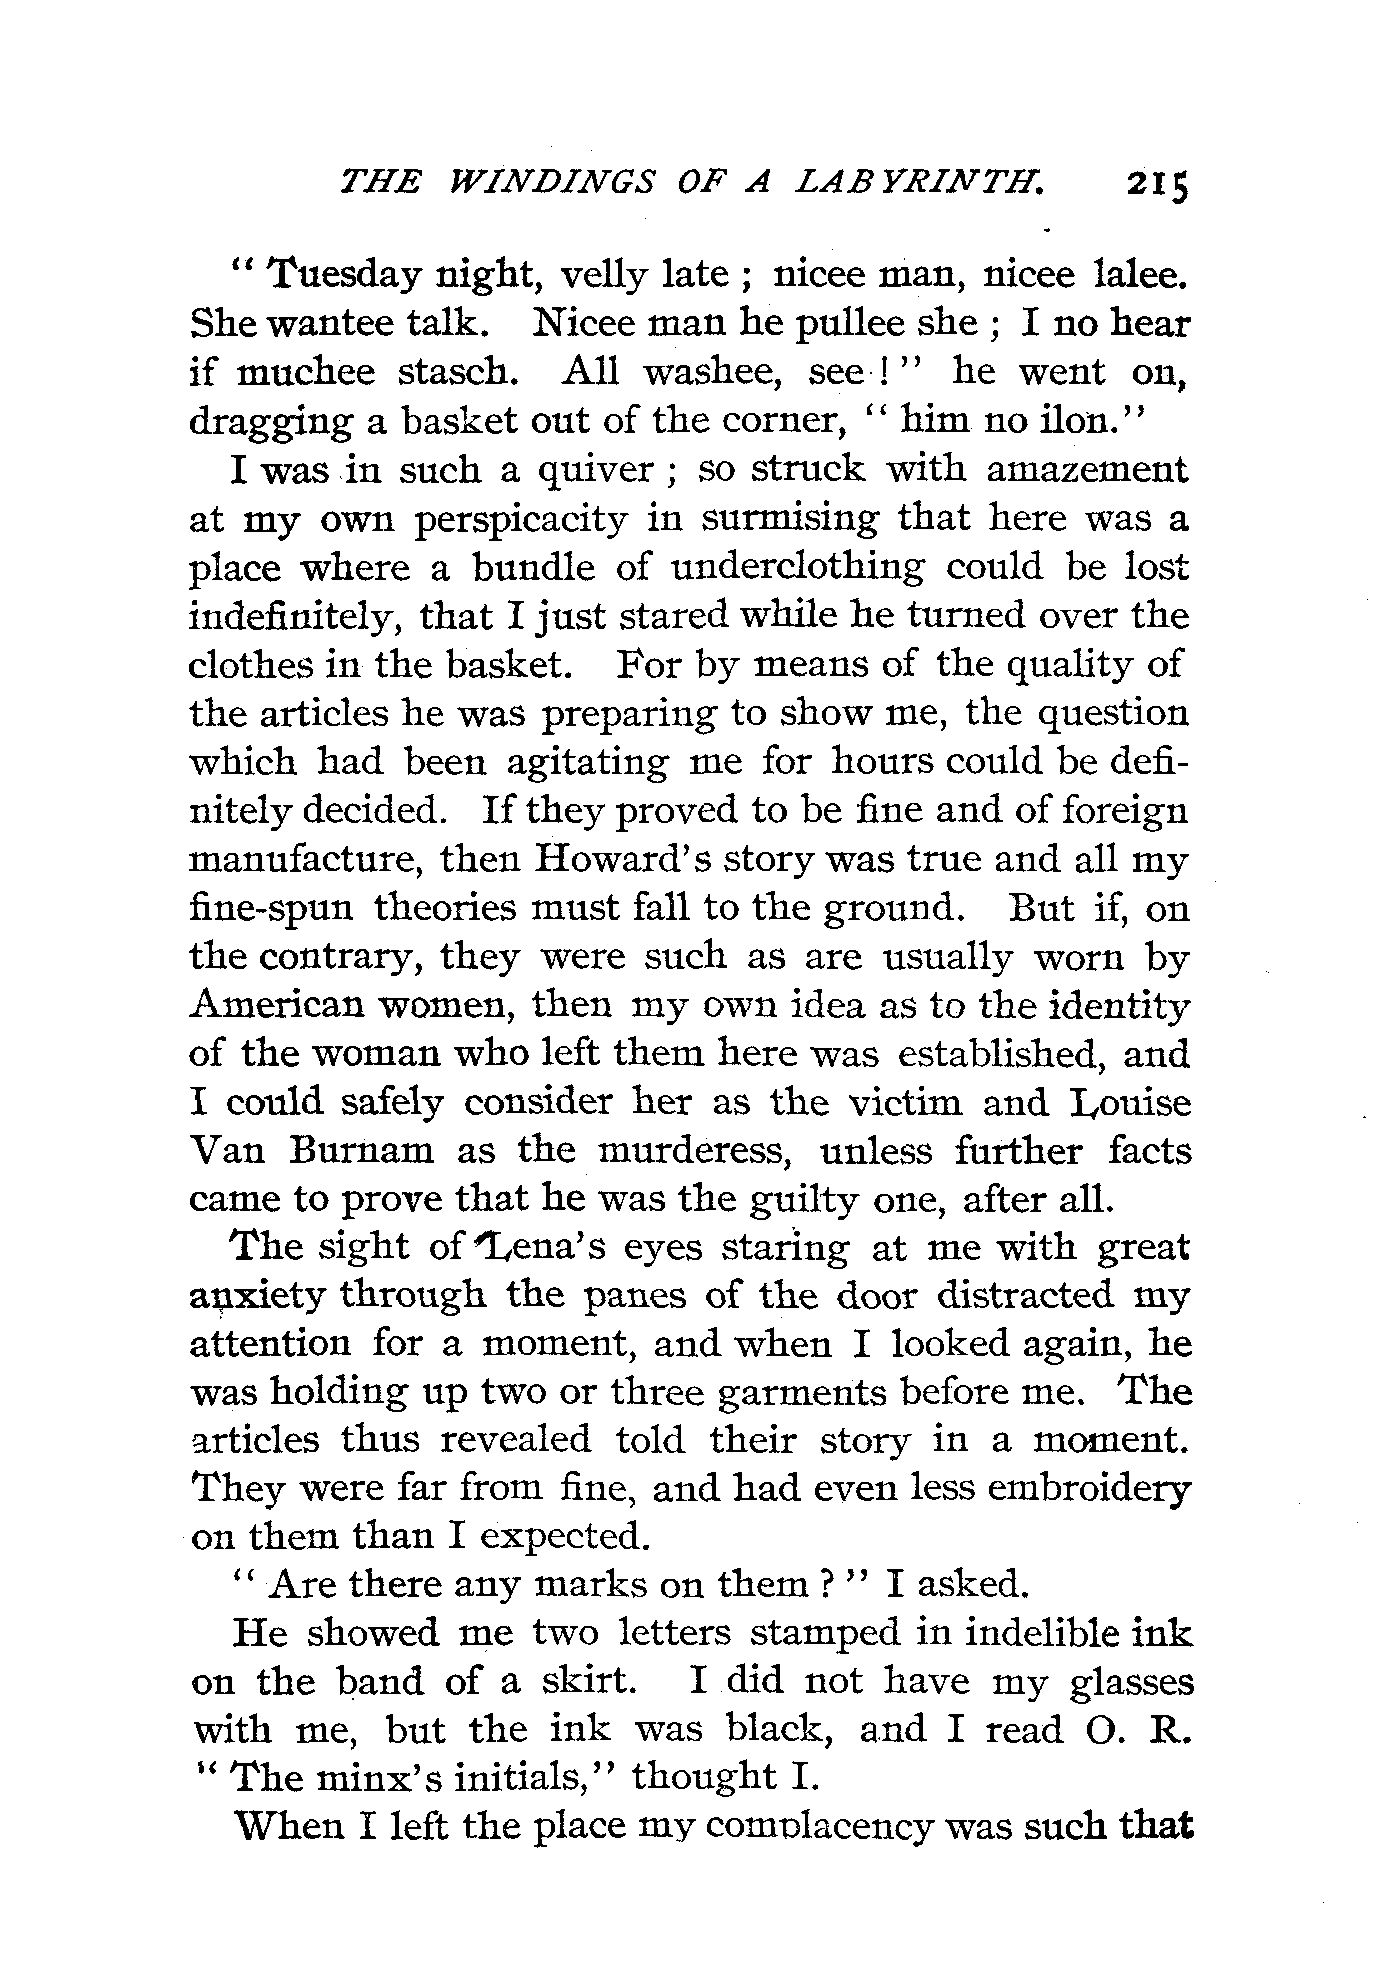 THE WINDINGS OF A LABYRINTH. 215
“ Tuesday night, velly late ; nicee man, nicee lalee.
She wantee talk. Nicee man he pullee she ; I no hear
if muchee stasch. All washee, see ! ” he went on,
dragging a basket out of the corner, “ him no ilon.”
I was in such a quiver ; so struck with amazement
at my own perspicacity in surmising that here was a
place where a bundle of underclothing could be lost
indefinitely, that I just stared while he turned over the
clothes in the basket. For by means of the quality of
the articles he was preparing to show me, the question
which had been agitating me for hours could be defi-
nitely decided. If they proved to be fine and of foreign
manufacture, then Howard’s story was true and all my
fine-spun theories must fall to the ground. But if, on
the contrary, they were such as are usually worn by
American women, then my own idea as to the identity
of the woman who left them here was established, and
I could safely consider her as the victim and Louise
Van Burnam as the murderess, unless further facts
came to prove that he was the guilty one, after all.
The sight of Lena’s eyes staring at me with great
anxiety through the panes of the door distracted my
attention for a moment, and when I looked again, he
was holding up two or three garments before me. The
articles thus revealed told their story in a moment.
They were far from fine, and had even less embroidery
on them than I expected.
“ Are there any marks on them ? ” I asked.
He showed me two letters stamped in indelible ink
on the band of a skirt. I did not have my glasses
with me, but the ink was black, and I read O. R.
“ The minx’s initials,” thought I.
When I left the place my complacency was such that